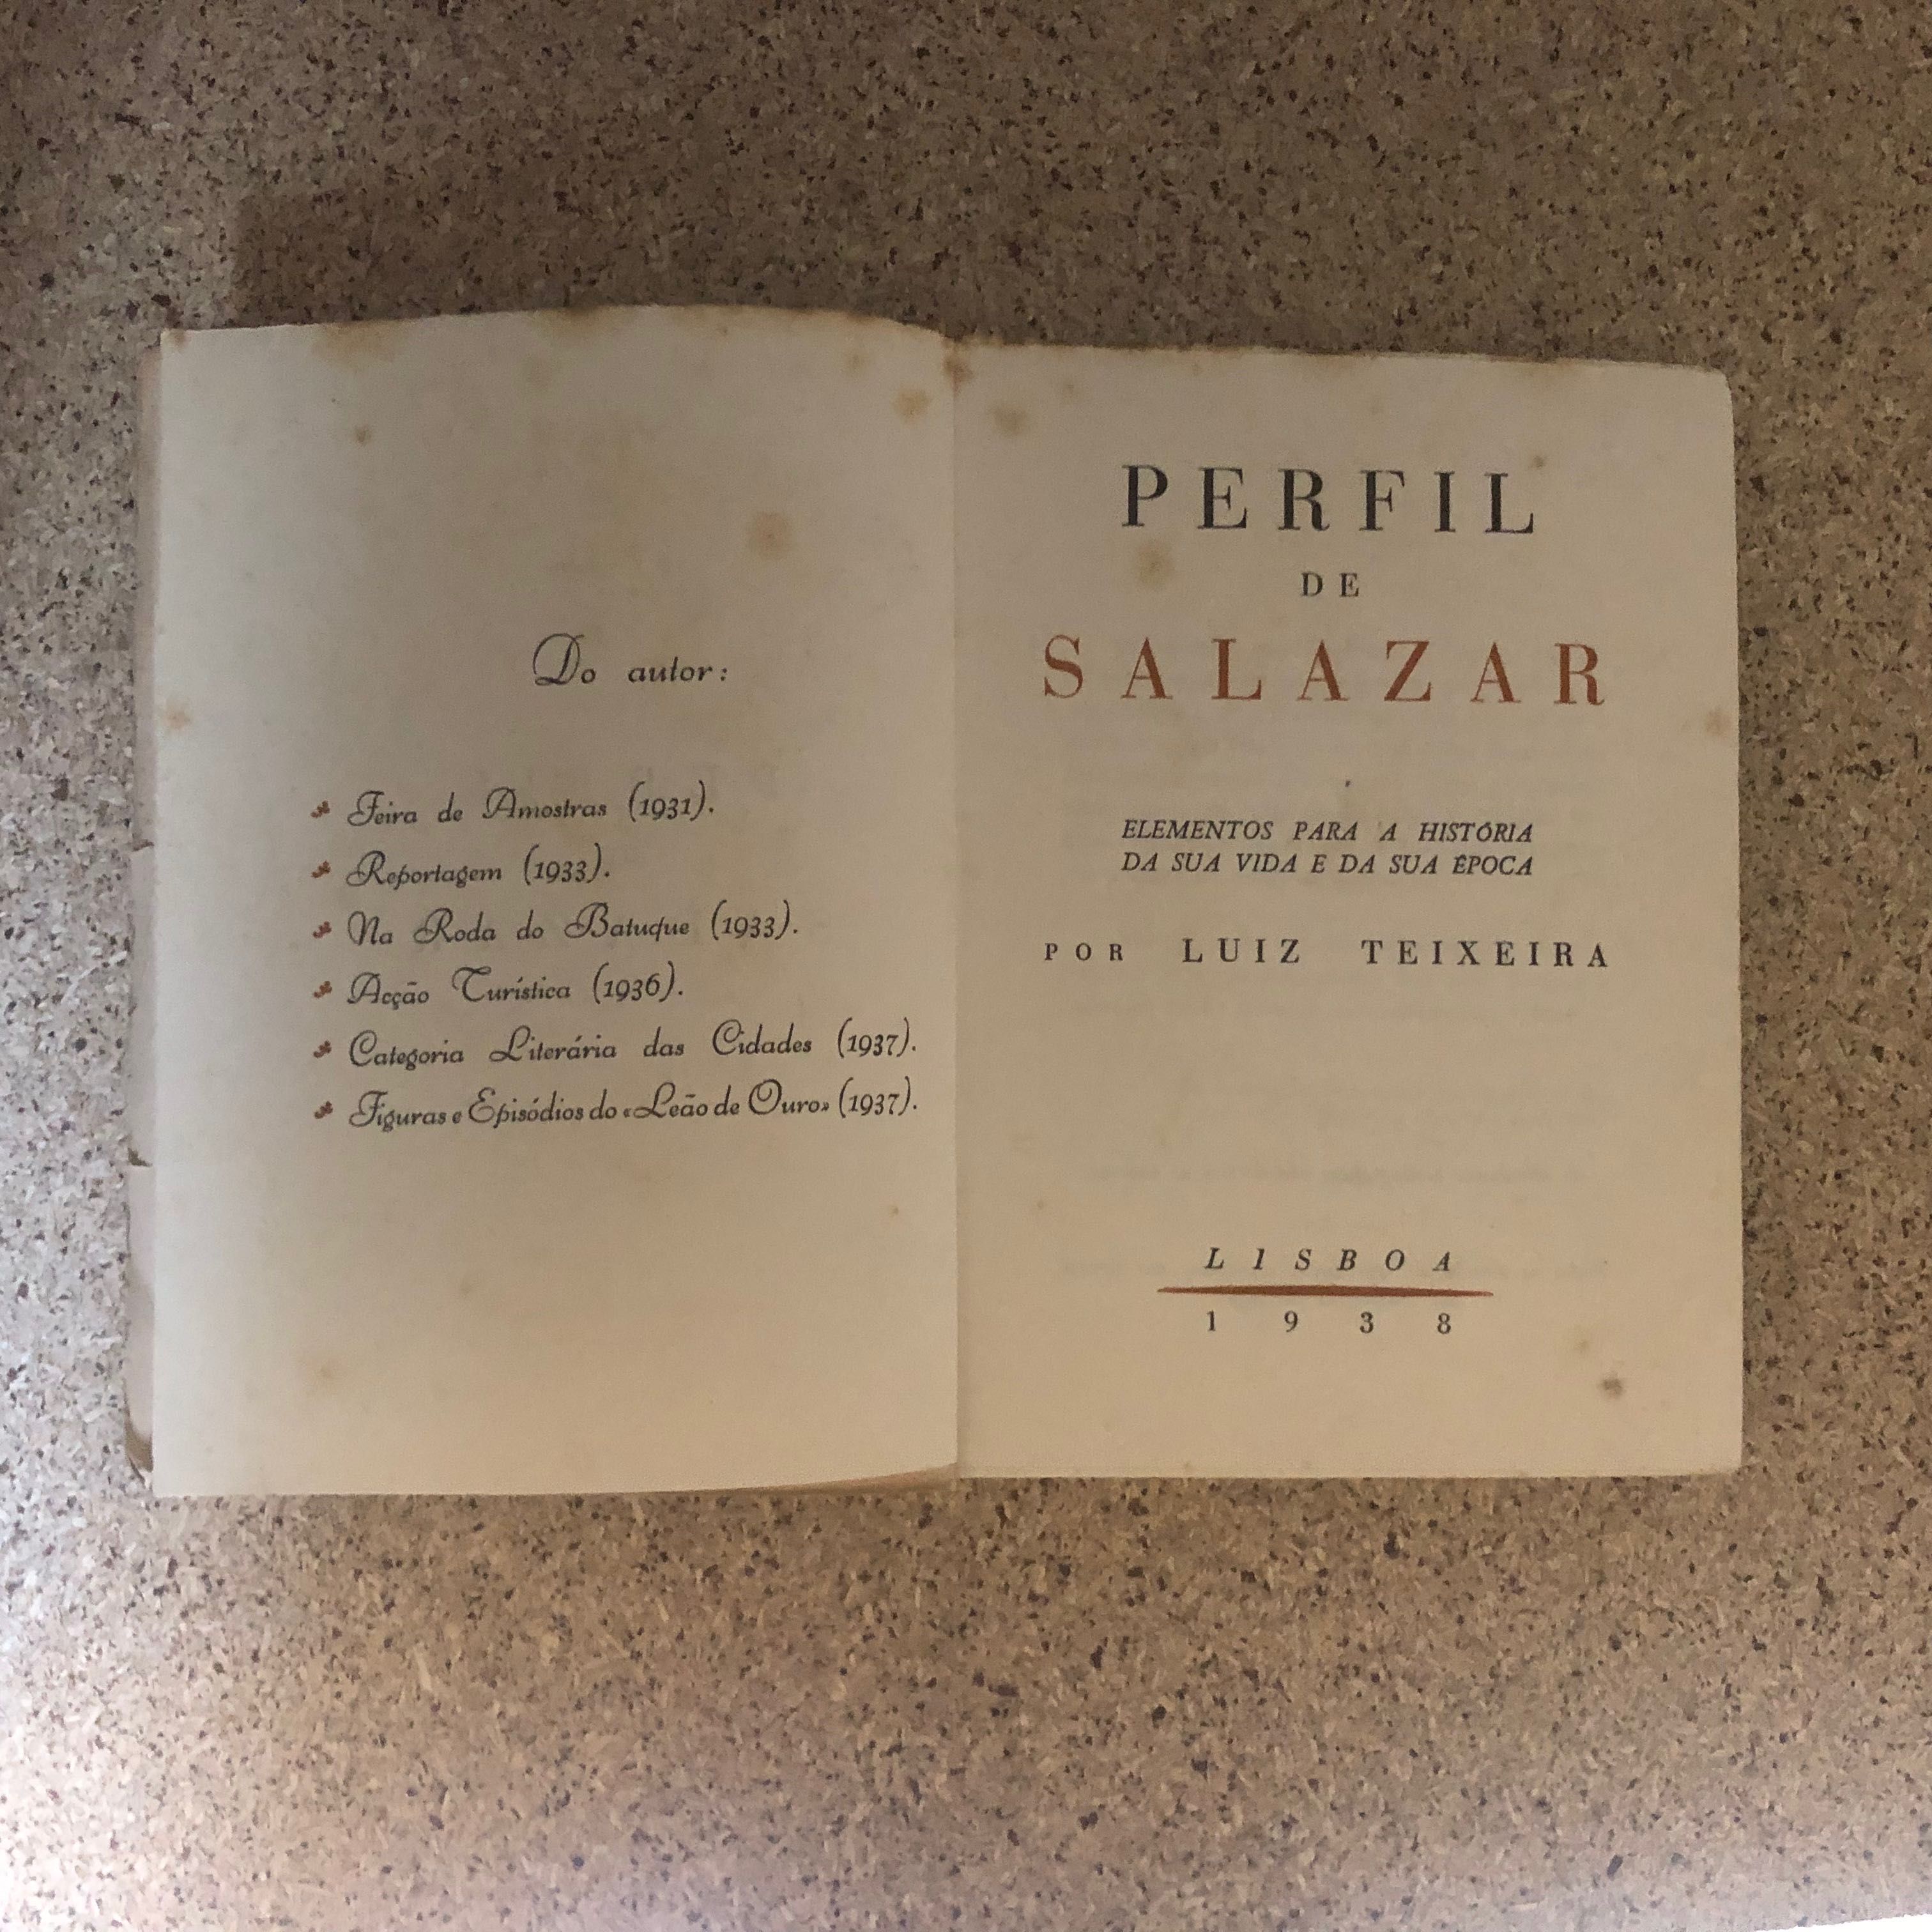 Do autor:
Feira de Amostras (1931).
Reportagem (1933).
Na Roda do Batuque (1933).
Acção Turística (1936).
Categoria Literária das Cidades (1937).
Figuras e Episódios do «Leão de Ouro» (1937).
PERFIL
DE
SALAZAR
ELEMENTOS PARA A HISTÓRIA
DA SUA VIDA E DA SUA ÉPOCA
POR LUIZ TEIXEIRA
LISBOA
1938